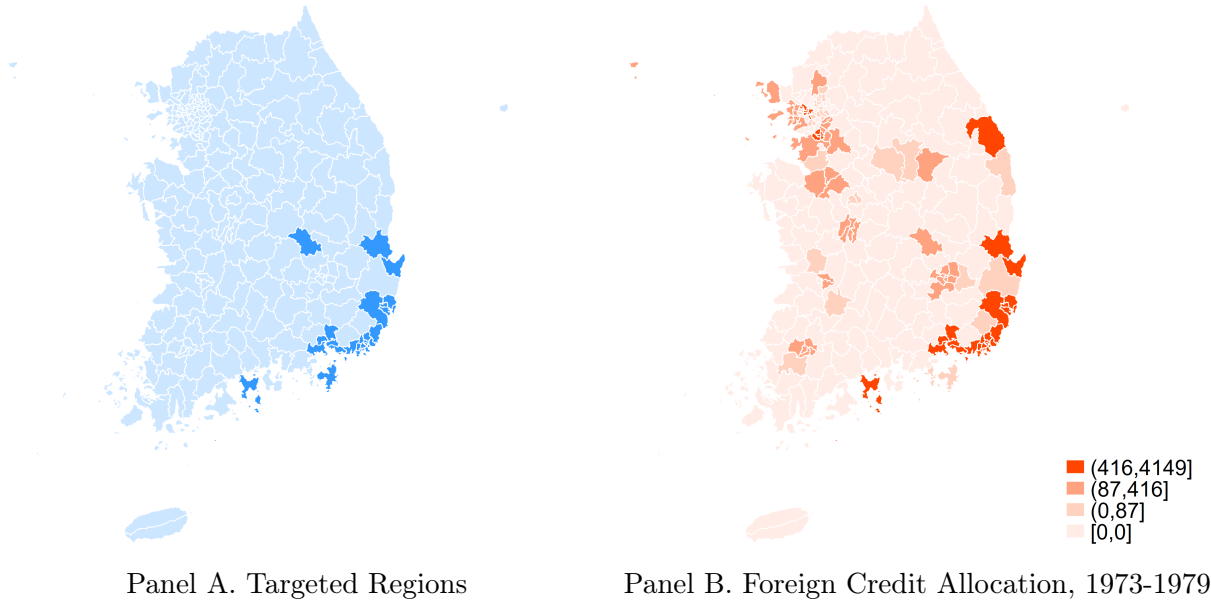 (416,4149]
(87,416]
(0,87]
[0,0]
Panel A. Targeted Regions
Panel B. Foreign Credit Allocation, 1973-1979